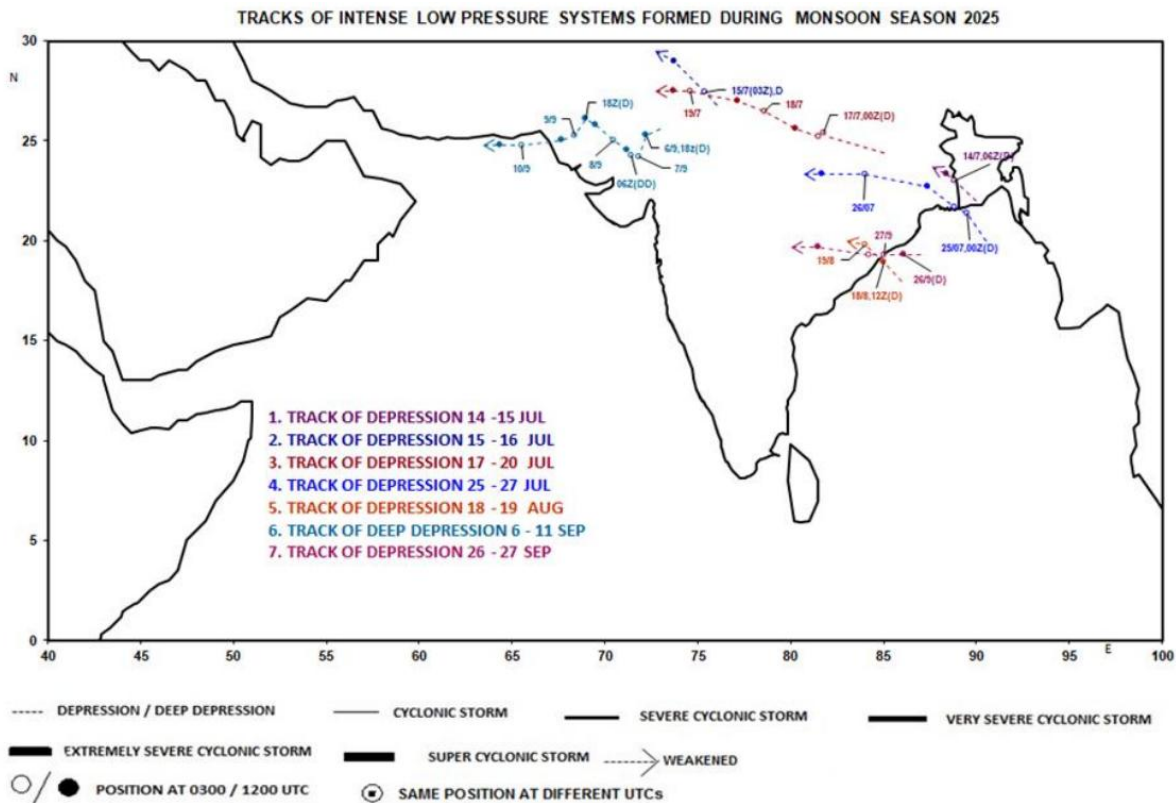 TRACKS OF INTENSE LOW PRESSURE SYSTEMS FORMED DURING MONSOON SEASON 2025
30
N
25
20
15
10
5
0
40
45
50
55
60
65
70
75
80
85
90
95
100
E
15/7(03Z),D
19/7
18/7
17/7,00Z(D)
18Z(D)
9/9
10/9
8/9
06Z(DD)
7/9
6/9,18z(D)
14/7,06Z(D)
26/07
25/07,00Z(D)
27/9
19/8
26/9(D)
18/8,12Z(D)
1. TRACK OF DEPRESSION 14 -15 JUL
2. TRACK OF DEPRESSION 15 - 16 JUL
3. TRACK OF DEPRESSION 17 - 20 JUL
4. TRACK OF DEPRESSION 25 - 27 JUL
5. TRACK OF DEPRESSION 18 - 19 AUG
6. TRACK OF DEEP DEPRESSION 6 - 11 SEP
7. TRACK OF DEPRESSION 26 - 27 SEP
DEPRESSION / DEEP DEPRESSION
CYCLONIC STORM
SEVERE CYCLONIC STORM
VERY SEVERE CYCLONIC STORM
EXTREMELY SEVERE CYCLONIC STORM
SUPER CYCLONIC STORM
WEAKENED
POSITION AT 0300 / 1200 UTC
SAME POSITION AT DIFFERENT UTCs